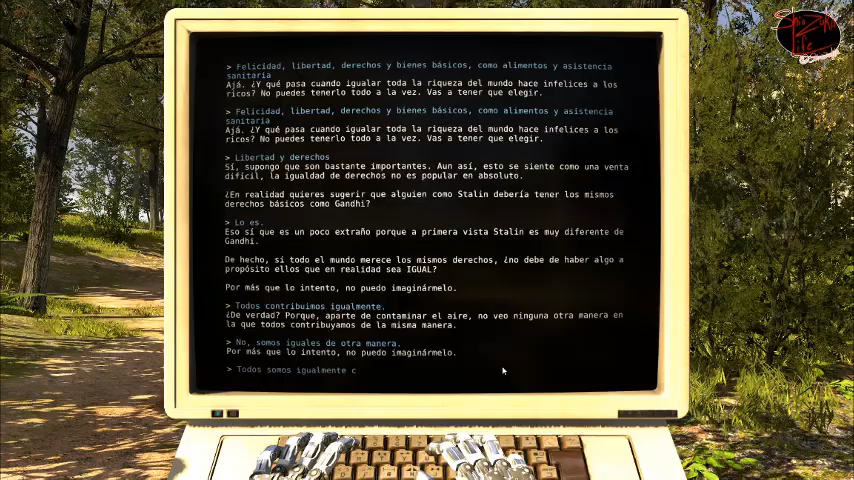 > Felicidad, libertad, derechos y bienes básicos, como alimentos y asistencia
sanitaria
Ajá. ¿Y qué pasa cuando igualar toda la riqueza del mundo hace infelices a los
ricos? No puedes tenerlo todo a la vez. Vas a tener que elegir.
> Felicidad, libertad, derechos y bienes básicos, como alimentos y asistencia
sanitaria
Ajá. ¿Y qué pasa cuando igualar toda la riqueza del mundo hace infelices a los
ricos? No puedes tenerlo todo a la vez. Vas a tener que elegir.
> Libertad y derechos
Sí, supongo que son bastante importantes. Aun así, esto se siente como una venta
difícil, la igualdad de derechos no es popular en absoluto.
¿En realidad quieres sugerir que alguien como Stalin debería tener los mismos
derechos básicos como Gandhi?
> Lo es.
Eso sí que es un poco extraño porque a primera vista Stalin es muy diferente de
Gandhi.
De hecho, si todo el mundo merece los mismos derechos, ¿no debe de haber algo a
propósito ellos que en realidad sea IGUAL?
Por más que lo intento, no puedo imaginármelo.
> Todos contribuimos igualmente.
¿De verdad? Porque, aparte de contaminar el aire, no veo ninguna otra manera en
la que todos contribuyamos de la misma manera.
> No, somos iguales de otra manera.
Por más que lo intento, no puedo imaginármelo.
> Todos somos igualmente c